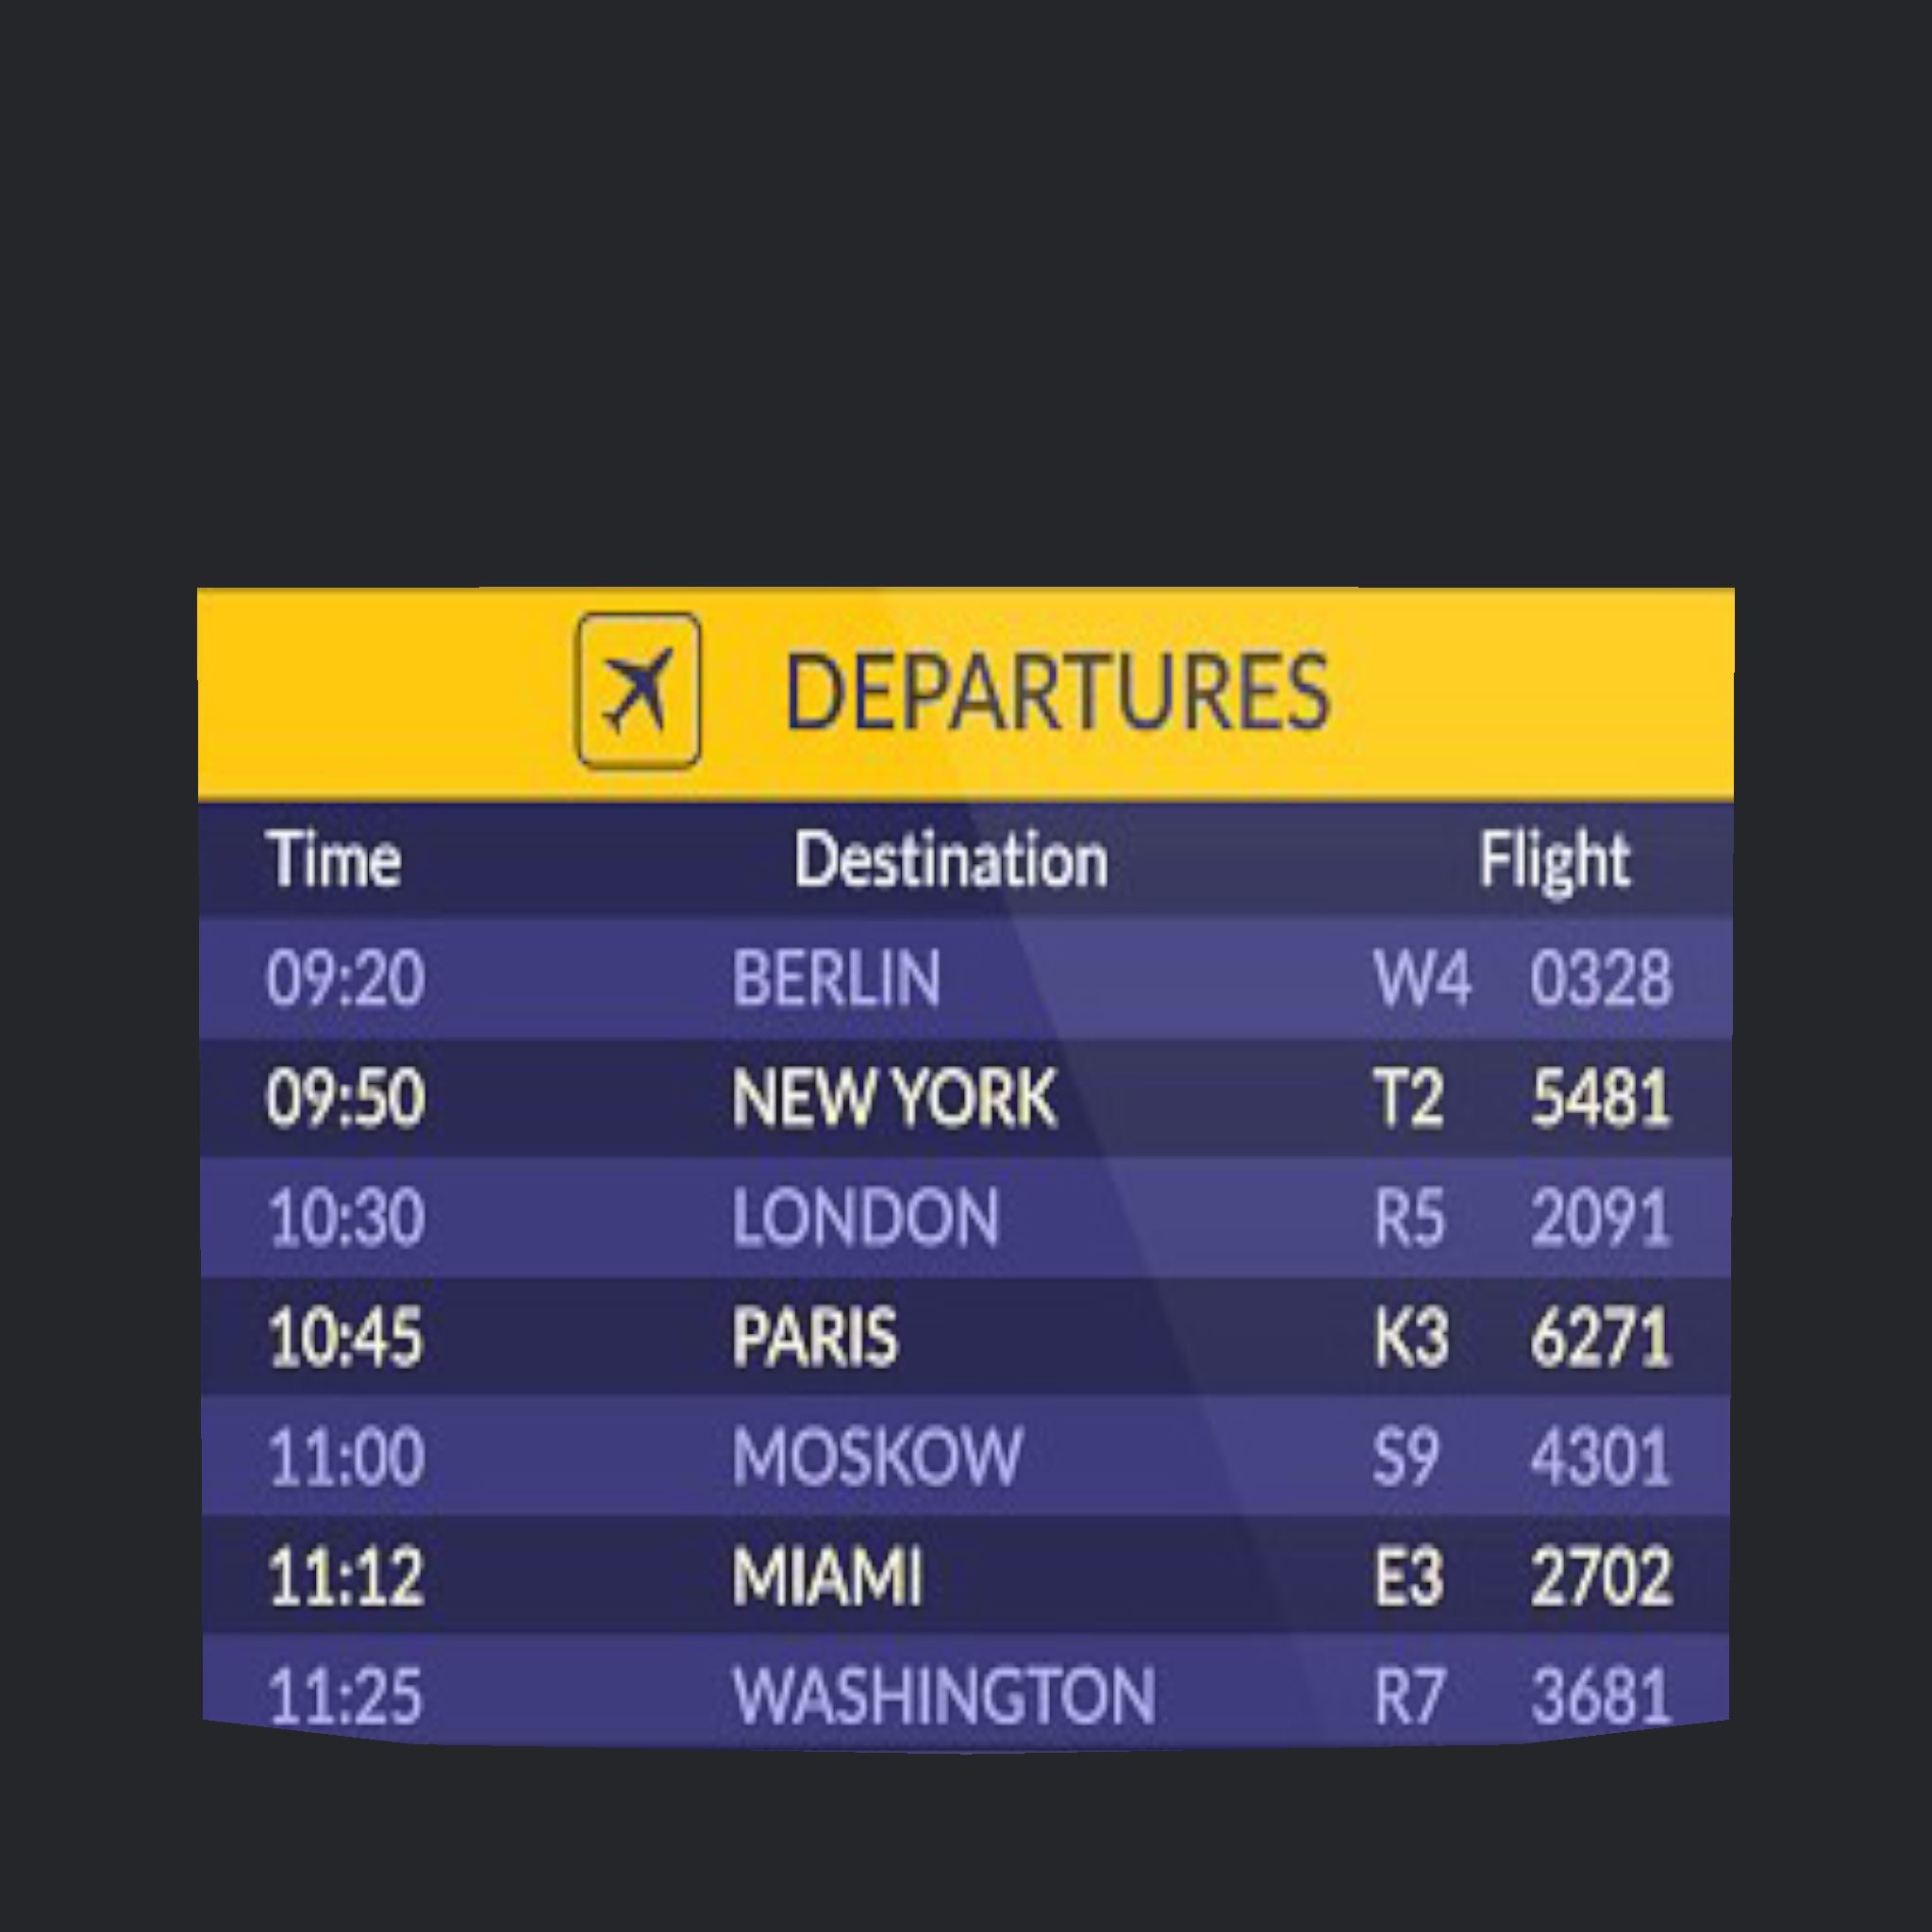 DEPARTURES
Time Destination Flight
09:20 BERLIN W4 0328
09:50 NEW YORK T2 5481
10:30 LONDON R5 2091
10:45 PARIS K3 6271
11:00 MOSKOW S9 4301
11:12 MIAMI E3 2702
11:25 WASHINGTON R7 3681